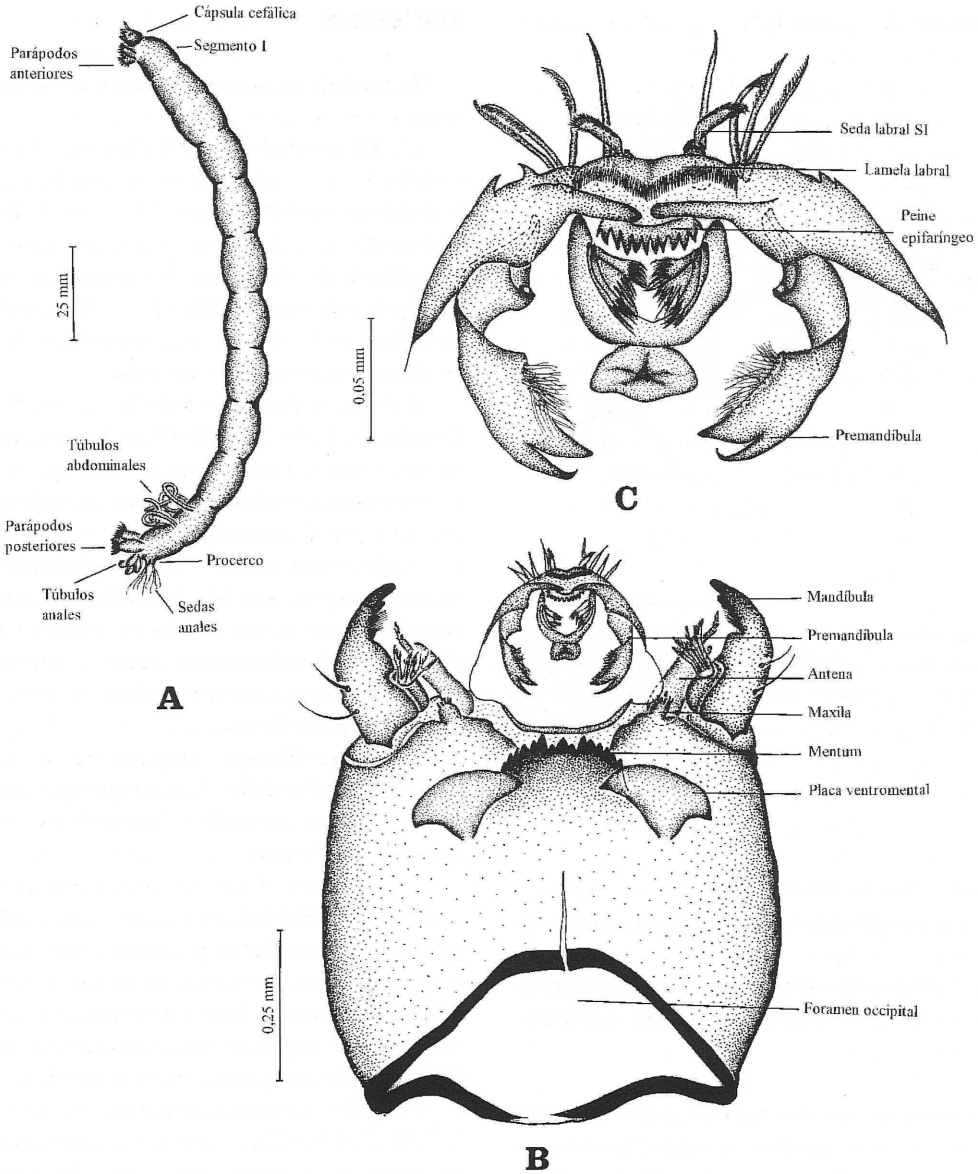 Cápsula cefálica
Segmento I
Parápodos
anteriores
25 mm
Túbulos
abdominales
Parápodos
posteriores
Túbulos
anales
Procerco
Sedas
anales
A
Seda labral SI
Lamela labral
Peine
epifaríngeo
0.05 mm
Premandíbula
C
Mandíbula
Premandíbula
Antena
Maxila
Mentum
Placa ventromental
0,25 mm
Foramen occipital
B